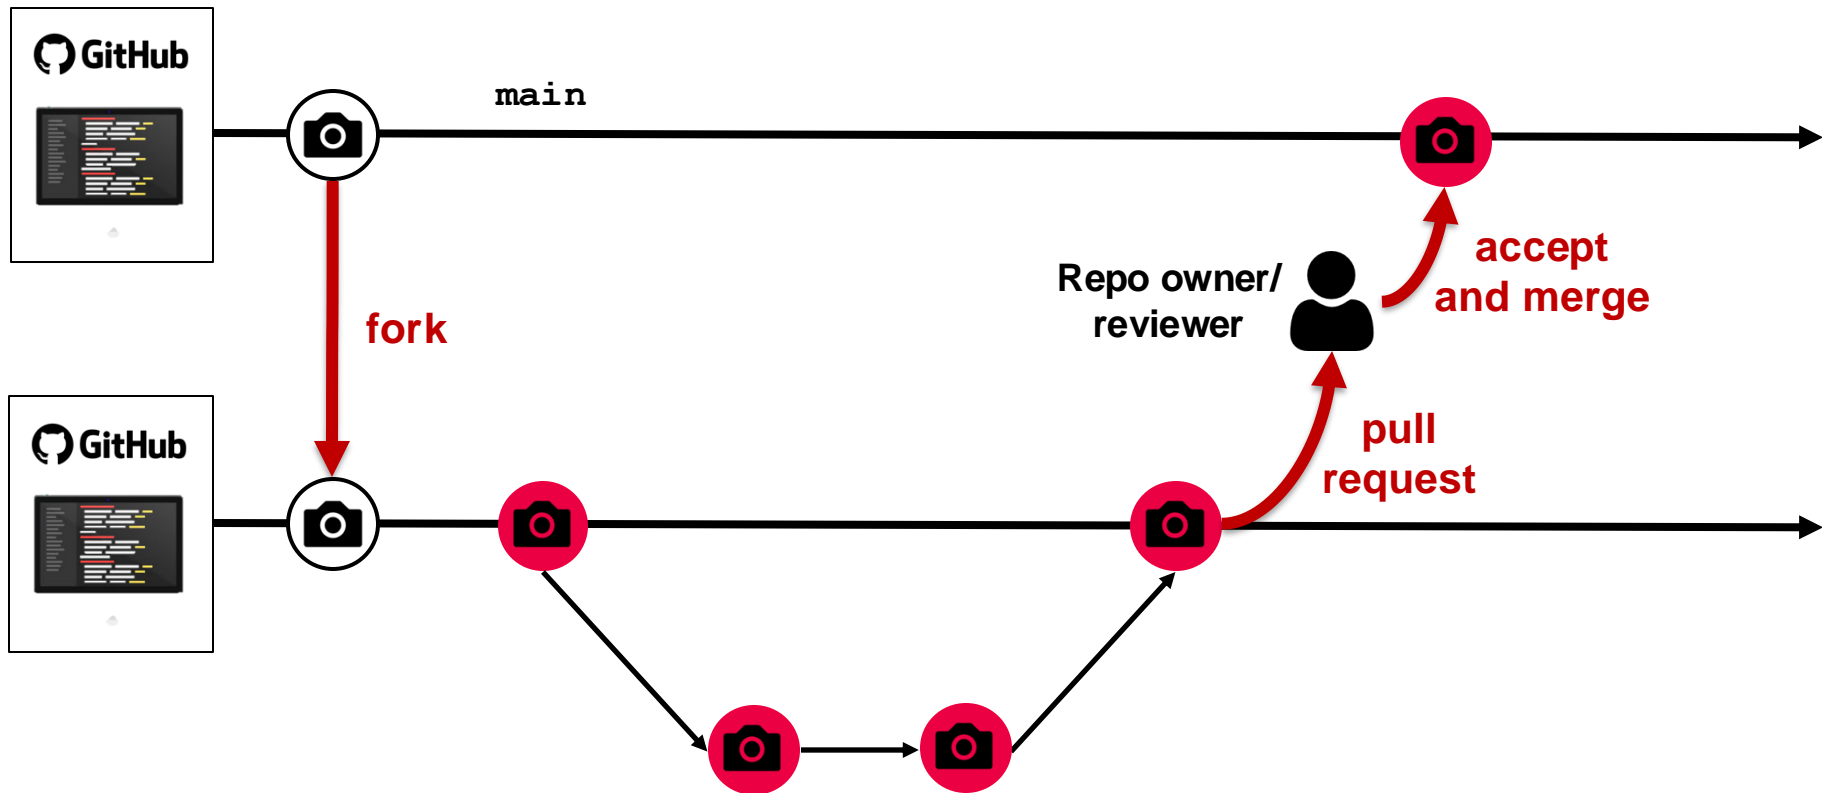 GitHub
main
Repo owner/
reviewer
accept
and merge
fork
pull
request
GitHub